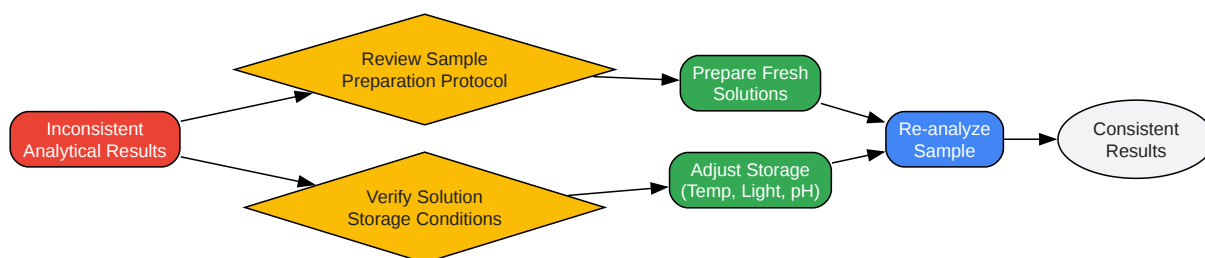 Inconsistent
Analytical Results
Review Sample
Preparation Protocol
Verify Solution
Storage Conditions
Prepare Fresh
Solutions
Adjust Storage
(Temp, Light, pH)
Re-analyze
Sample
Consistent
Results